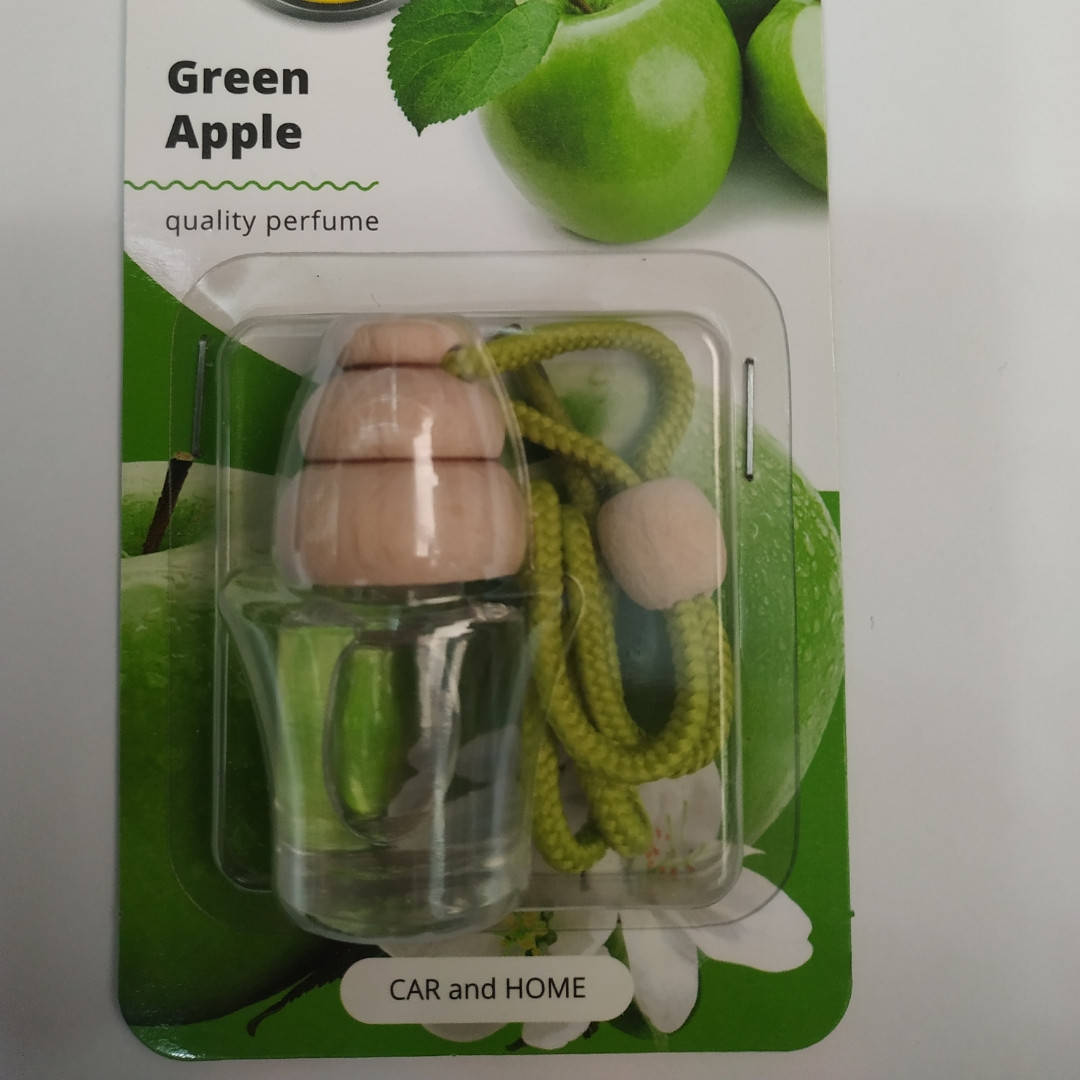 Green
Apple
quality perfume
CAR and HOME